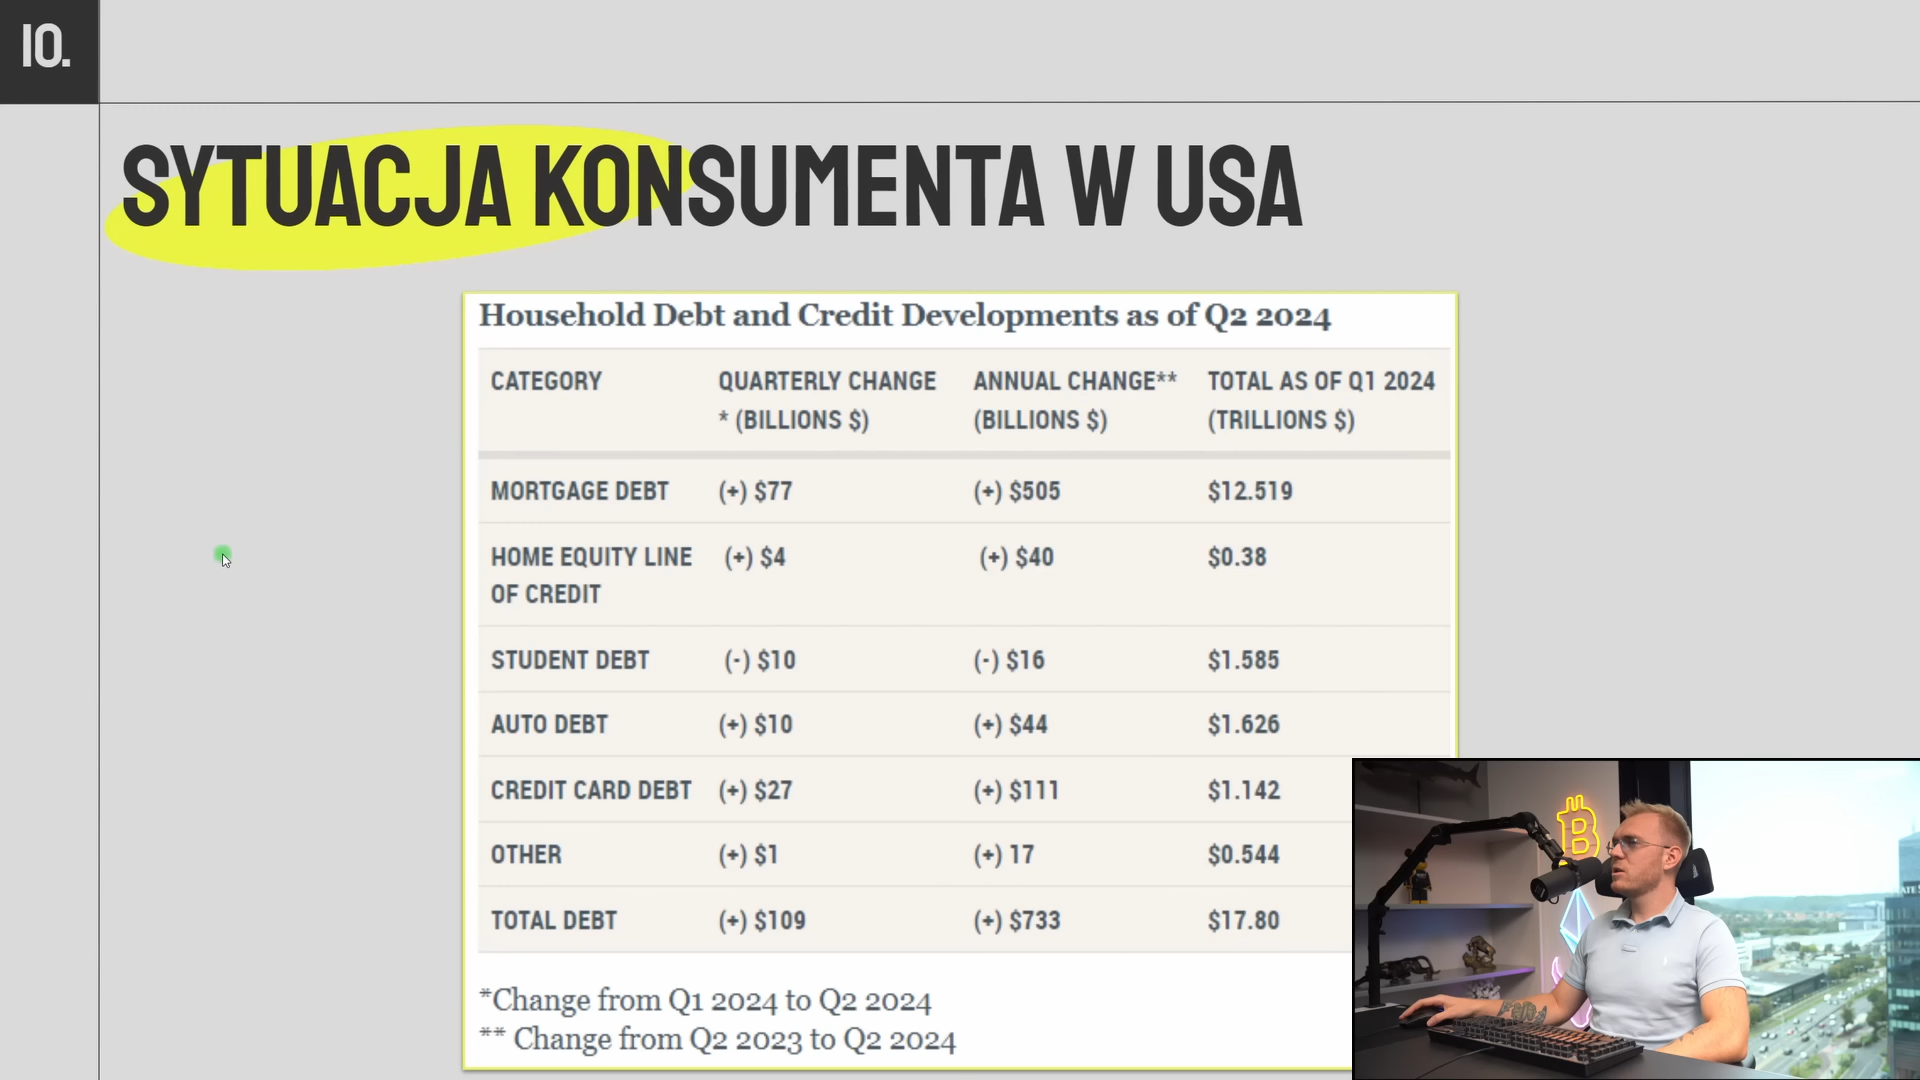 10.
SYTUACJA KONSUMENTA W USA
Household Debt and Credit Developments as of Q2 2024
CATEGORY QUARTERLY CHANGE ANNUAL CHANGE** TOTAL AS OF Q1 2024
* (BILLIONS $) (BILLIONS $) (TRILLIONS $)
MORTGAGE DEBT (+) $77 (+) $505 $12.519
HOME EQUITY LINE (+) $4 (+) $40 $0.38
OF CREDIT
STUDENT DEBT (-) $10 (-) $16 $1.585
AUTO DEBT (+) $10 (+) $44 $1.626
CREDIT CARD DEBT (+) $27 (+) $111 $1.142
OTHER (+) $1 (+) 17 $0.544
TOTAL DEBT (+) $109 (+) $733 $17.80
*Change from Q1 2024 to Q2 2024
** Change from Q2 2023 to Q2 2024